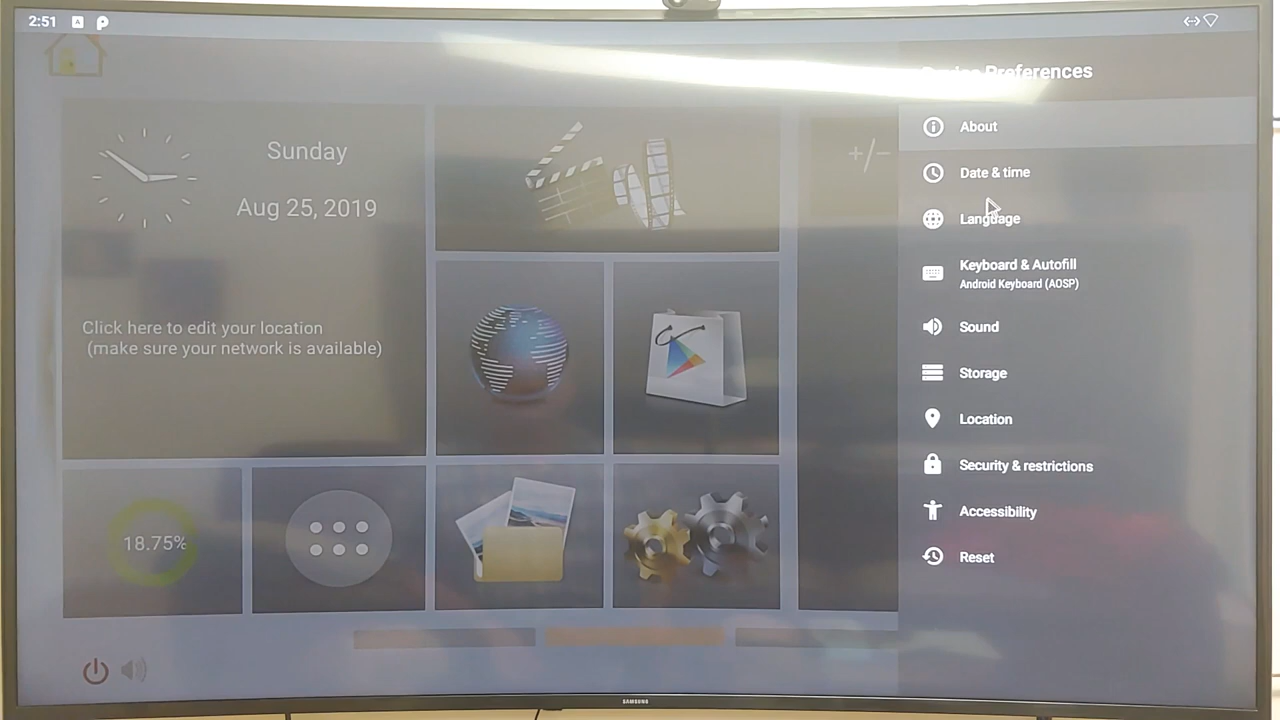 2:51
Device Preferences
About
Date & time
Language
Keyboard & Autofill
Android Keyboard (AOSP)
Sound
Storage
Location
Security & restrictions
Accessibility
Reset
Sunday
Aug 25, 2019
Click here to edit your location
(make sure your network is available)
+/-
18.75%
SAMSUNG